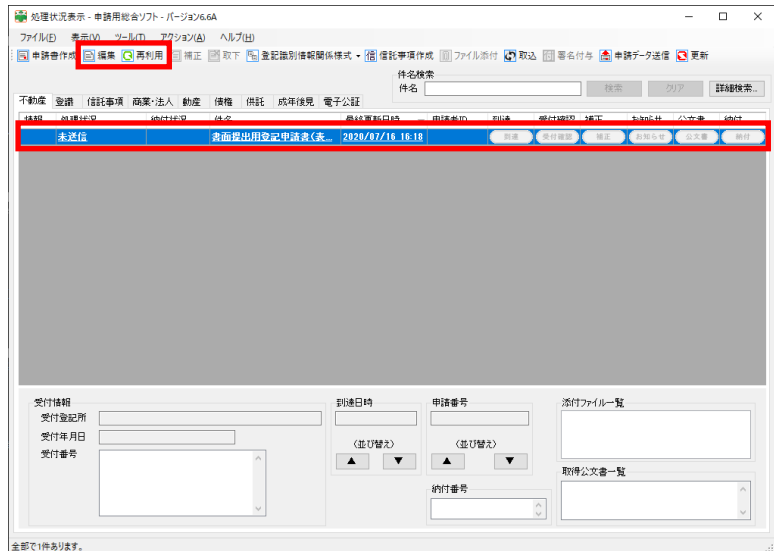 処理状況表示 - 申請用総合ソフト - バージョン6.6A
ファイル(F) 表示(V) ツール(T) アクション(A) ヘルプ(H)
申請書作成 編集 再利用 補正 取下 登記識別情報関係様式 信託事項作成 ファイル添付 取込 署名付与 申請データ送信 更新
件名検索
件名 検索 クリア 詳細検索..
不動産 登識 信託事項 商業・法人 動産 債権 供託 成年後見 電子公証
情報 処理状況 納付状況 件名 最終更新日時 申請者ID 到達 受付確認 補正 お知らせ 公文書 納付
未送信 書面提出用登記申請書(表... 2020/07/16 16:18 到達 受付確認 補正 お知らせ 公文書 納付
受付情報 到達日時 申請番号 添付ファイル一覧
受付登記所
受付年月日
受付番号 〈並び替え〉 〈並び替え〉
▲ ▼ ▲ ▼
取得公文書一覧
納付番号
全部で1件あります。